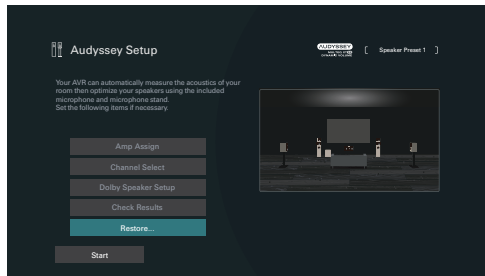 Audyssey Setup
AUDYSSEY
DYNAMIC VOLUME
[ Speaker Preset 1 ]
Your AVR can automatically measure the acoustics of your
room then optimize your speakers using the included
microphone and microphone stand.
Set the following items if necessary.
Amp Assign
Channel Select
Dolby Speaker Setup
Check Results
Restore...
Start